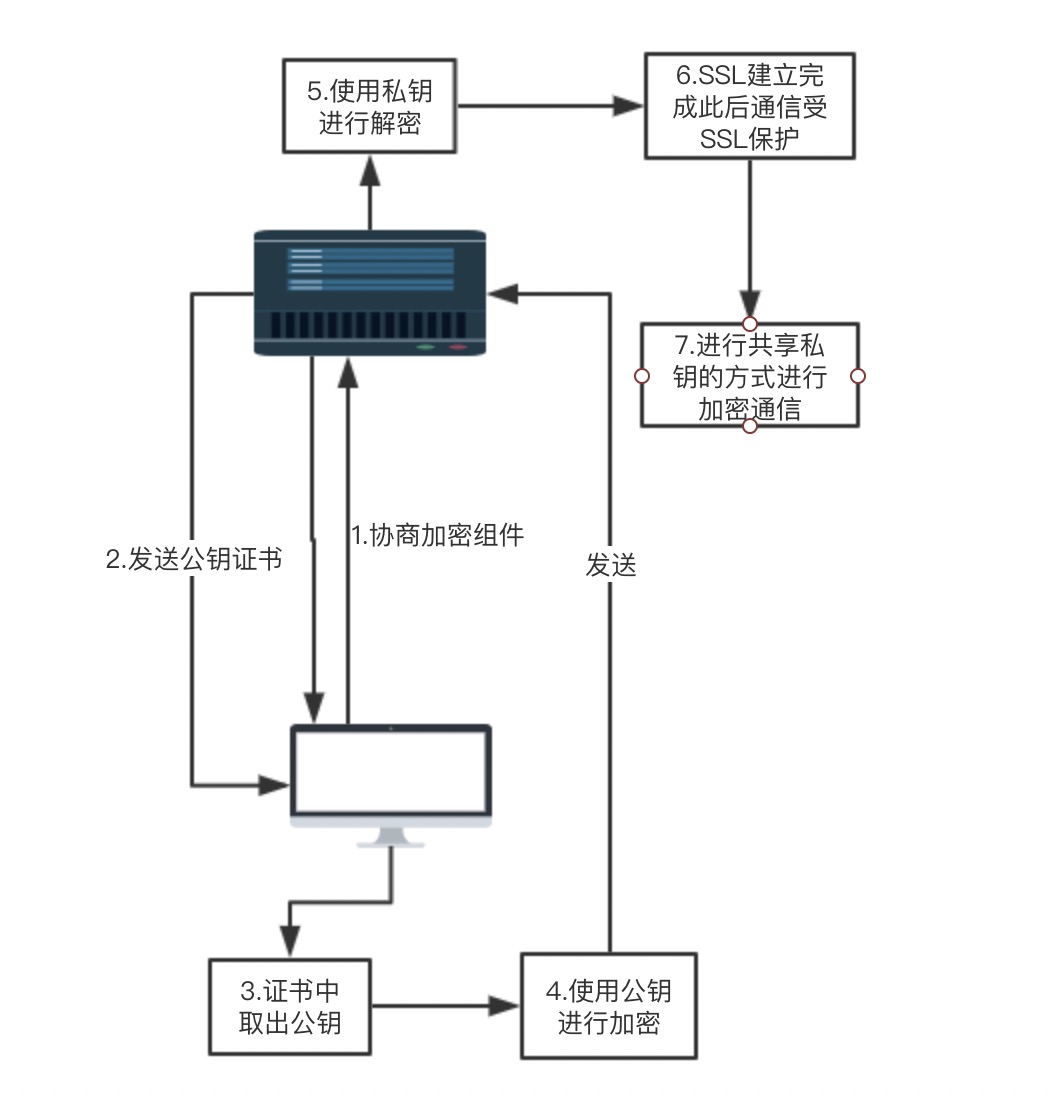 5.使用私钥
进行解密
6.SSL建立完
成此后通信受
SSL保护
7.进行共享私
钥的方式进行
加密通信
1.协商加密组件
2.发送公钥证书
发送
3.证书中
取出公钥
4.使用公钥
进行加密